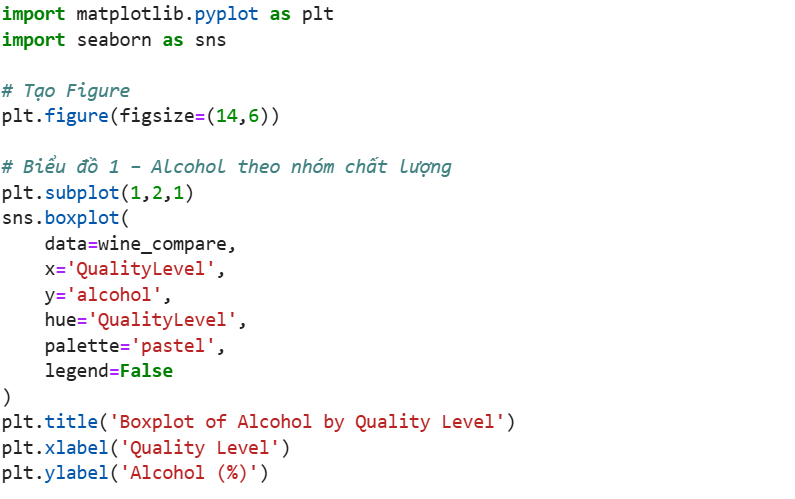 import matplotlib.pyplot as plt
import seaborn as sns

# Tạo Figure
plt.figure(figsize=(14,6))

# Biểu đồ 1 – Alcohol theo nhóm chất lượng
plt.subplot(1,2,1)
sns.boxplot(
    data=wine_compare,
    x='QualityLevel',
    y='alcohol',
    hue='QualityLevel',
    palette='pastel',
    legend=False
)
plt.title('Boxplot of Alcohol by Quality Level')
plt.xlabel('Quality Level')
plt.ylabel('Alcohol (%)')